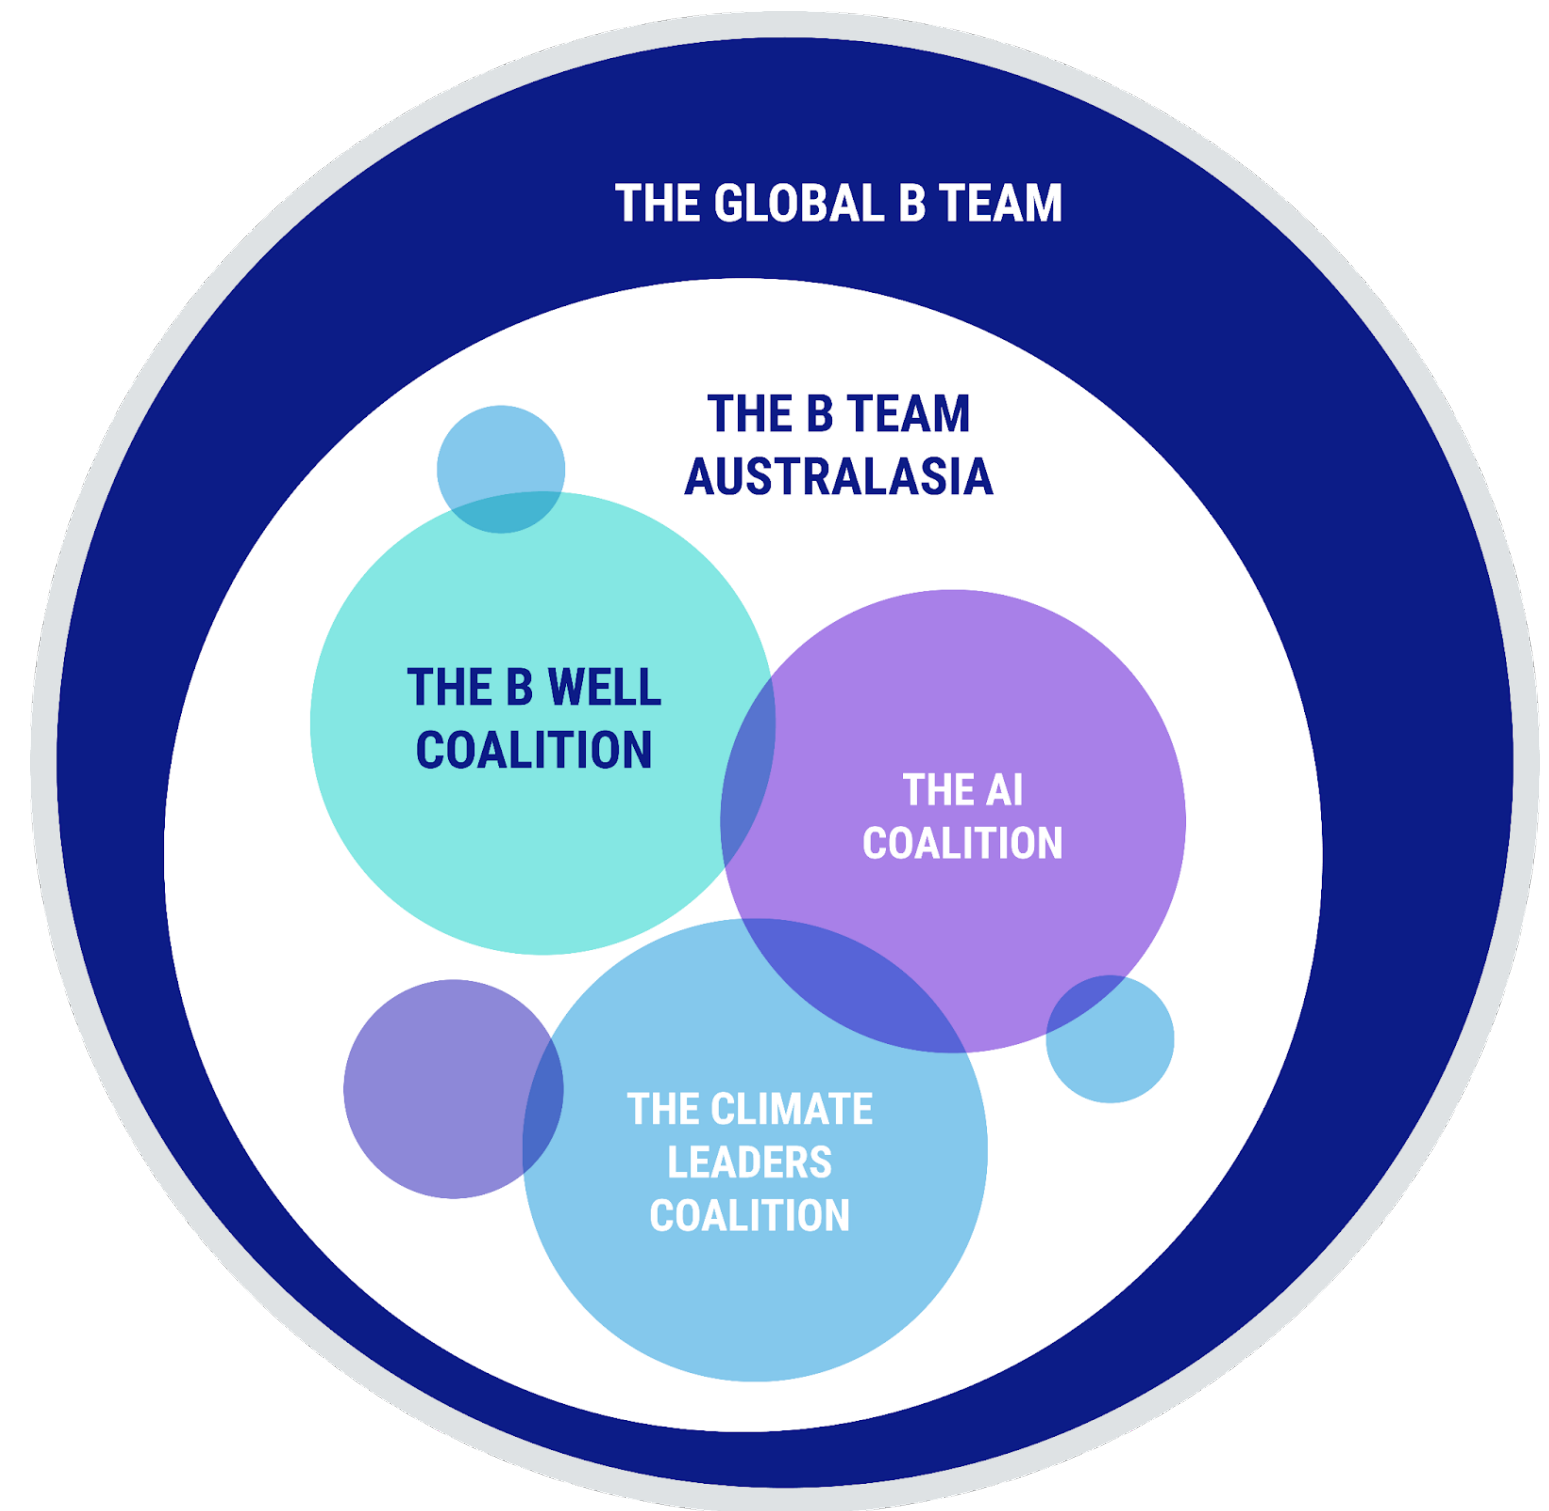 THE GLOBAL B TEAM
THE B TEAM
AUSTRALASIA
THE B WELL
COALITION
THE AI
COALITION
THE CLIMATE
LEADERS
COALITION